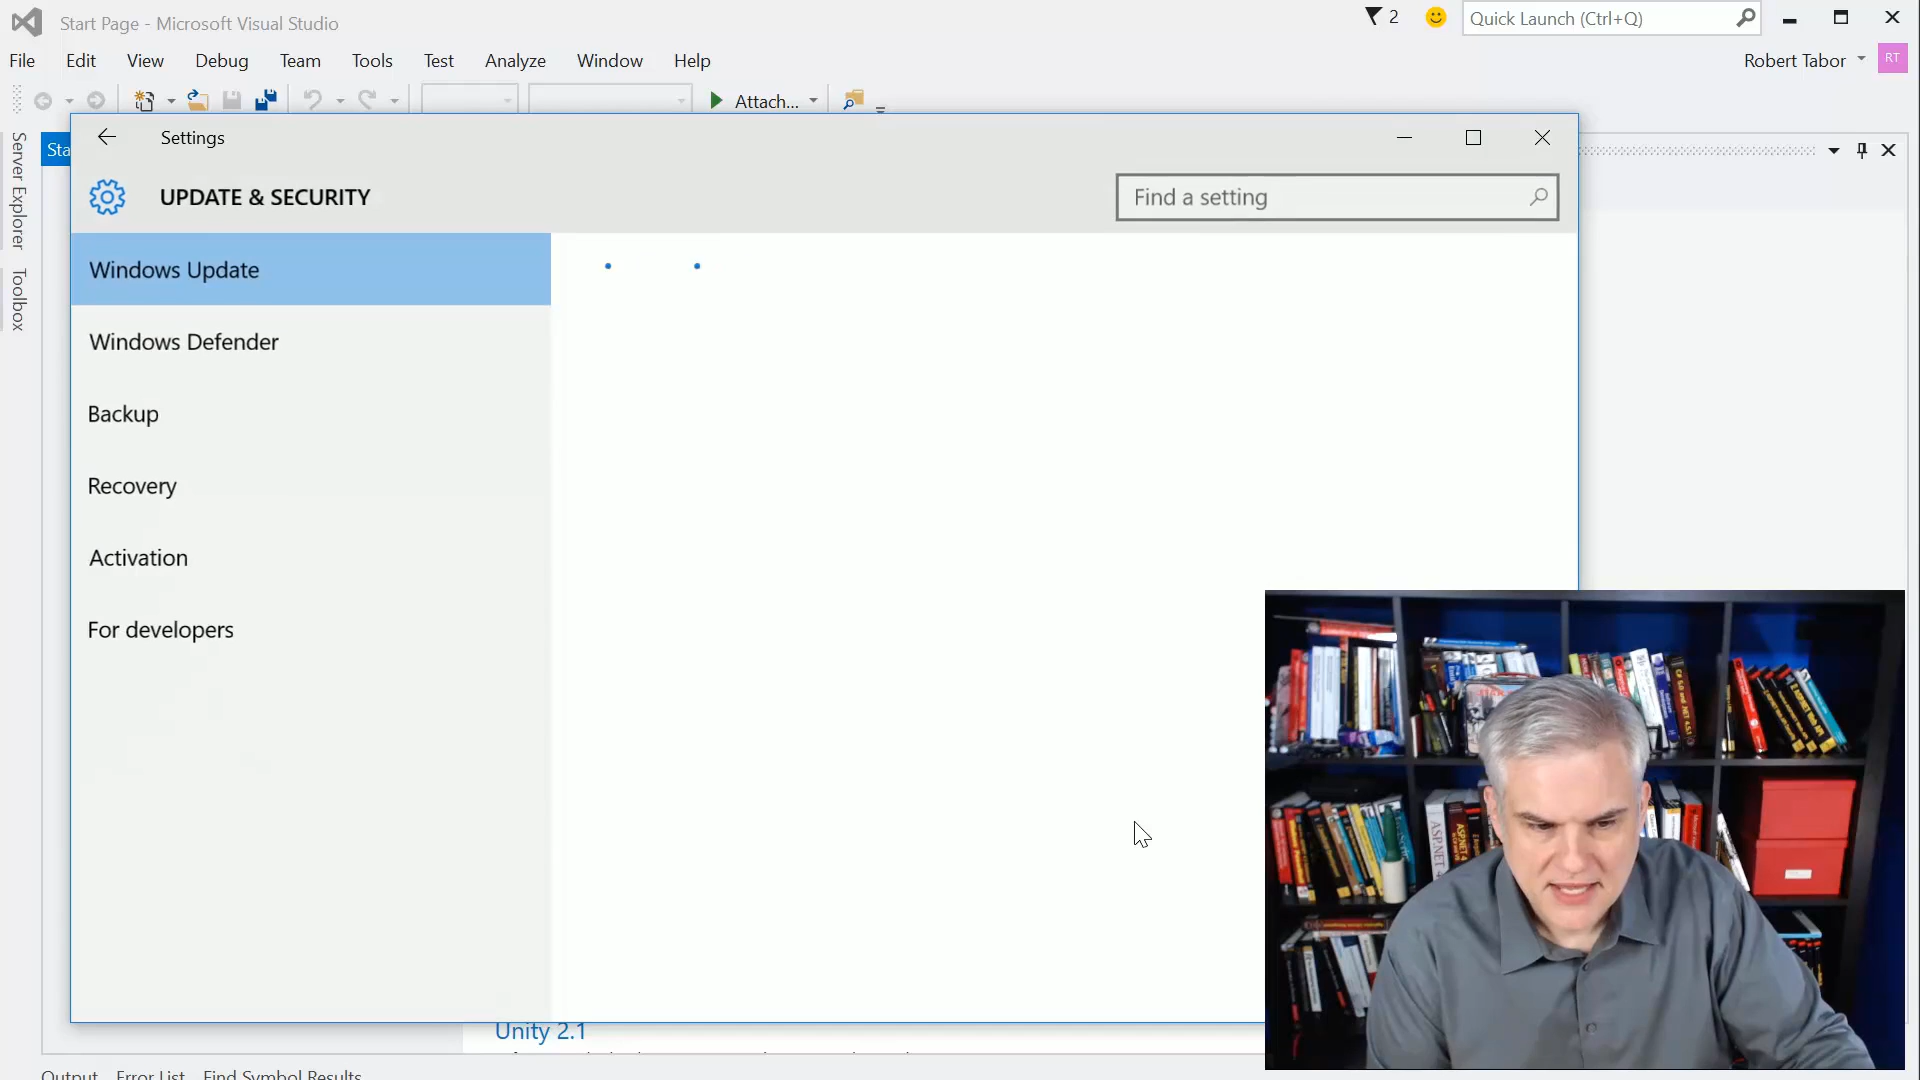 Start Page - Microsoft Visual Studio
2
Quick Launch (Ctrl+Q)
File Edit View Debug Team Tools Test Analyze Window Help
Robert Tabor
RT
Attach...
Server Explorer
Toolbox
Sta
Settings
UPDATE & SECURITY
Find a setting
Windows Update
Windows Defender
Backup
Recovery
Activation
For developers
Unity 2.1
Output Error List Find Symbol Results